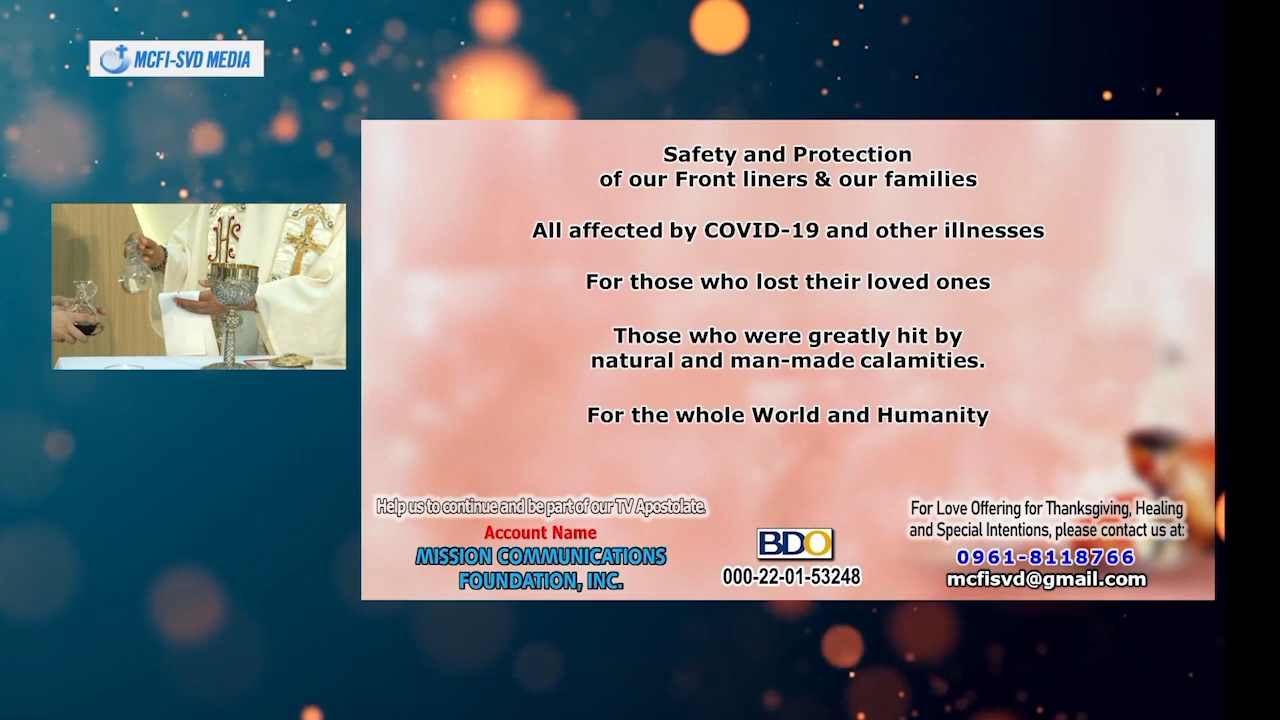 MCFI-SVD MEDIA
Safety and Protection
of our Front liners & our families
All affected by COVID-19 and other illnesses
For those who lost their loved ones
Those who were greatly hit by
natural and man-made calamities.
For the whole World and Humanity
Help us to continue and be part of our TV Apostolate.
Account Name
MISSION COMMUNICATIONS
FOUNDATION, INC.
BDO
000-22-01-53248
For Love Offering for Thanksgiving, Healing
and Special Intentions, please contact us at:
0961-8118766
mcfisvd@gmail.com
IHS